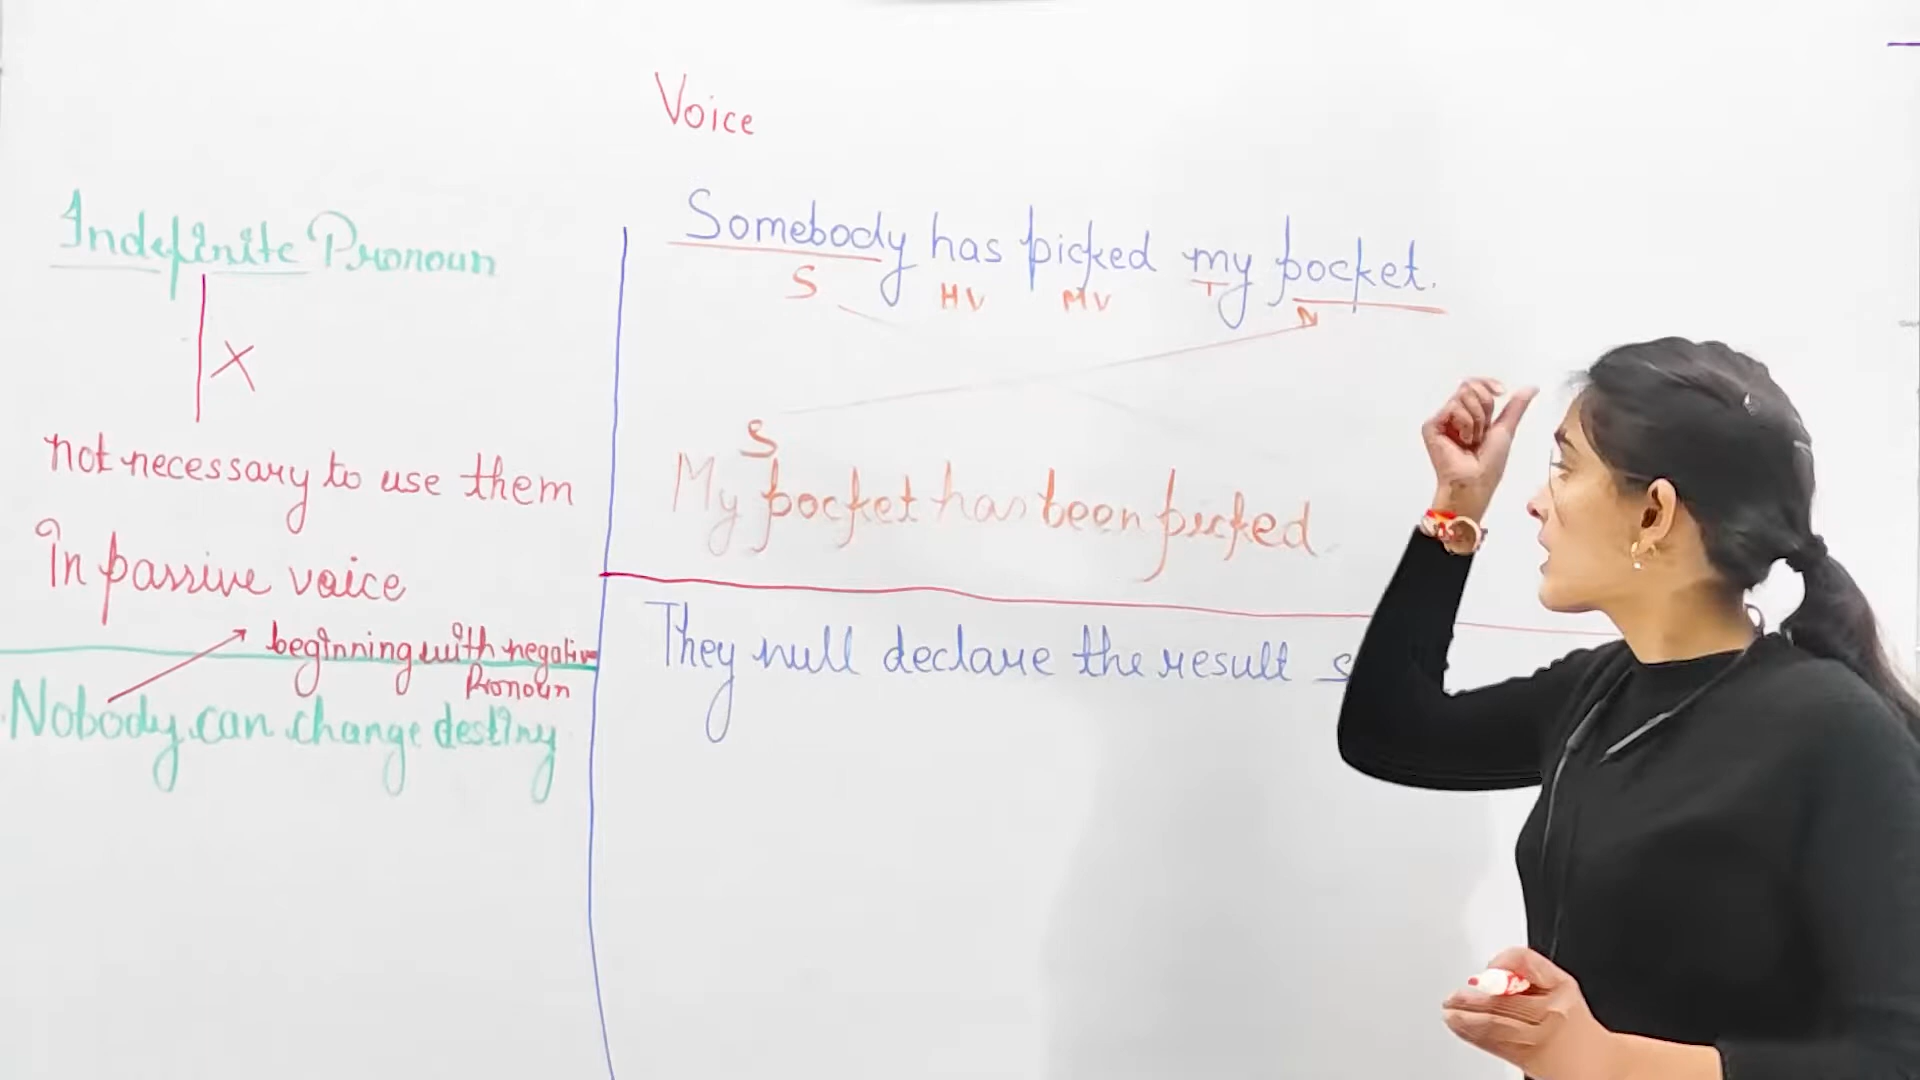 Voice
Indefinite Pronoun
X
not necessary to use them
In passive voice
beginning with negative
Pronoun
Nobody can change destiny
Somebody has picked my pocket.
S HV MV
S
My pocket has been picked
They will declare the result